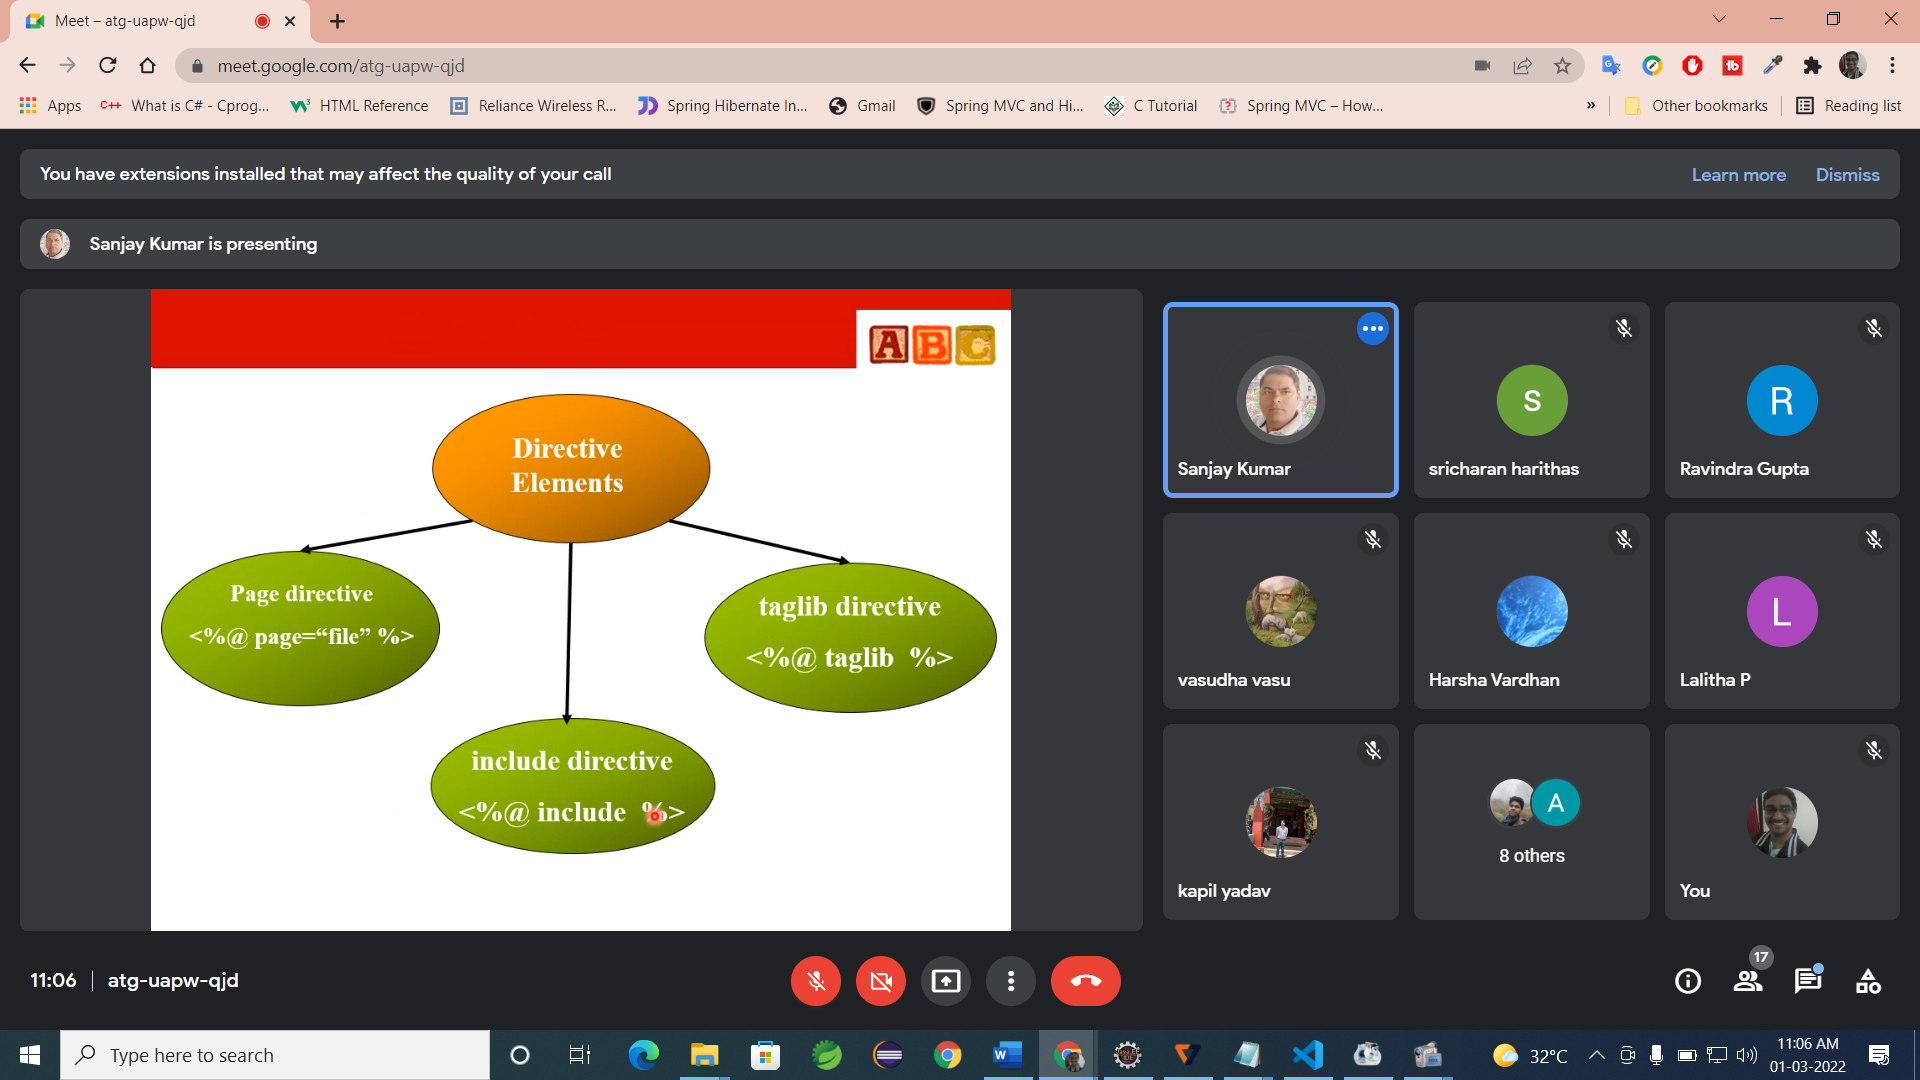 Meet – atg-uapw-qjd
meet.google.com/atg-uapw-qjd
Apps
C++ What is C# - Cprog...
HTML Reference
Reliance Wireless R...
Spring Hibernate In...
Gmail
Spring MVC and Hi...
C Tutorial
Spring MVC – How...
»
Other bookmarks
Reading list
You have extensions installed that may affect the quality of your call
Learn more
Dismiss
Sanjay Kumar is presenting
A B C
Directive
Elements
Page directive
<%@ page=“file” %>
taglib directive
<%@ taglib %>
include directive
<%@ include %>
Sanjay Kumar
S
sricharan harithas
R
Ravindra Gupta
vasudha vasu
Harsha Vardhan
L
Lalitha P
kapil yadav
A
8 others
You
11:06
atg-uapw-qjd
17
Type here to search
32°C
11:06 AM
01-03-2022